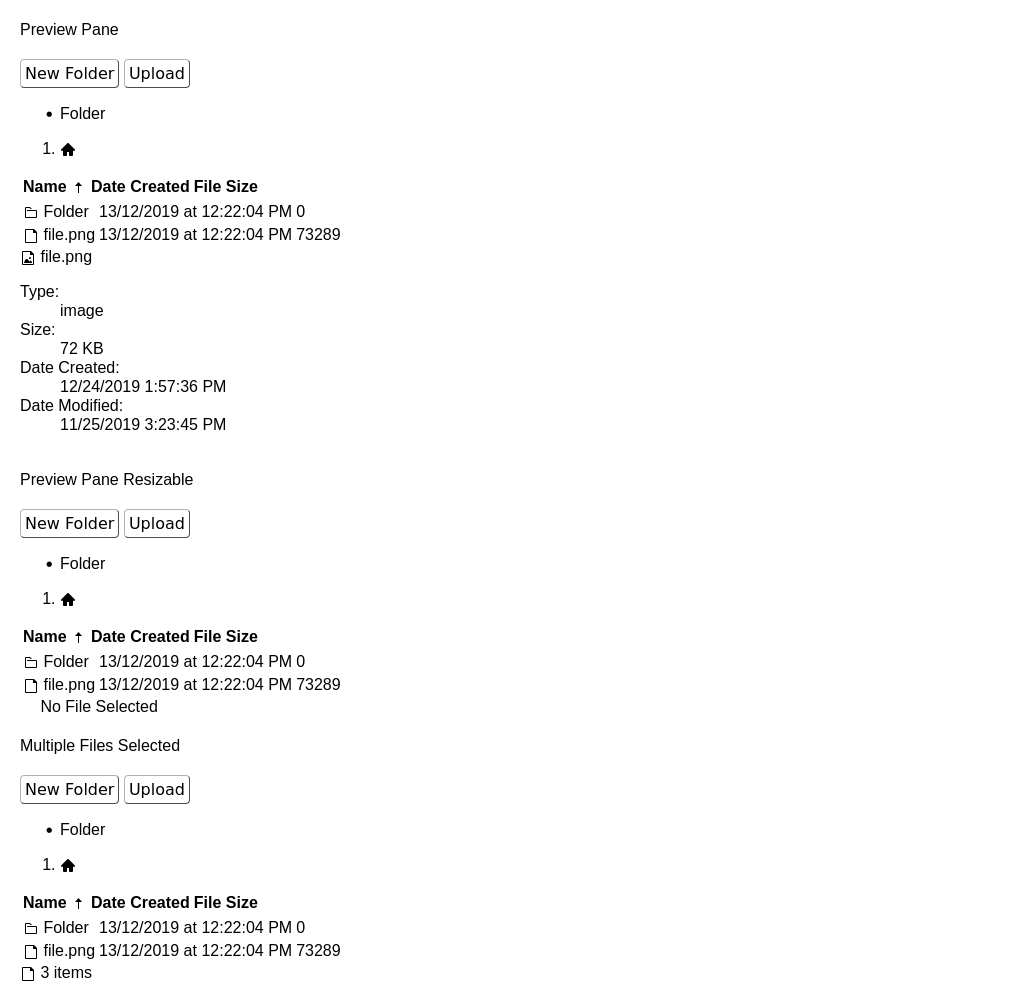 Preview Pane
New Folder Upload
• Folder
1.
Name Date Created File Size
Folder 13/12/2019 at 12:22:04 PM 0
file.png 13/12/2019 at 12:22:04 PM 73289
file.png
Type:
image
Size:
72 KB
Date Created:
12/24/2019 1:57:36 PM
Date Modified:
11/25/2019 3:23:45 PM
Preview Pane Resizable
New Folder Upload
• Folder
1.
Name Date Created File Size
Folder 13/12/2019 at 12:22:04 PM 0
file.png 13/12/2019 at 12:22:04 PM 73289
No File Selected
Multiple Files Selected
New Folder Upload
• Folder
1.
Name Date Created File Size
Folder 13/12/2019 at 12:22:04 PM 0
file.png 13/12/2019 at 12:22:04 PM 73289
3 items